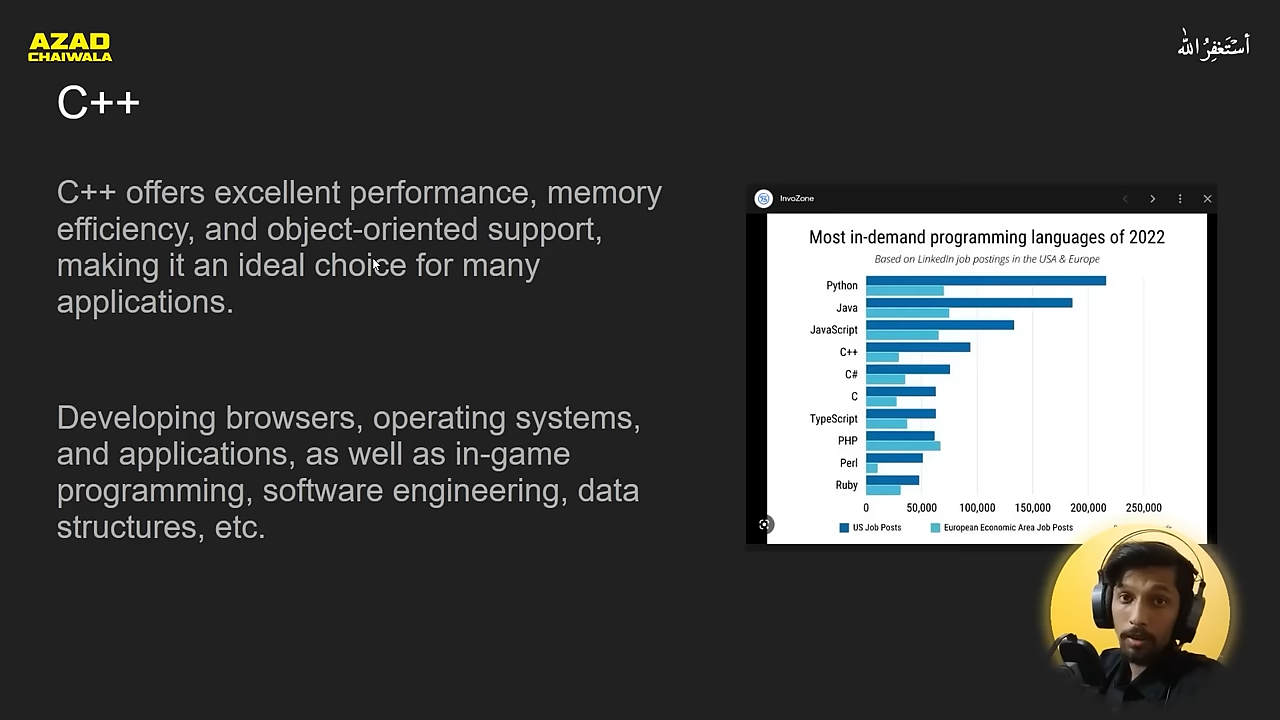 AZAD
CHAIWALA
أستغفر الله
C++
C++ offers excellent performance, memory
efficiency, and object-oriented support,
making it an ideal choice for many
applications.
Developing browsers, operating systems,
and applications, as well as in-game
programming, software engineering, data
structures, etc.
InvoZone
Most in-demand programming languages of 2022
Based on LinkedIn job postings in the USA & Europe
Python
Java
JavaScript
C++
C#
C
TypeScript
PHP
Perl
Ruby
0 50,000 100,000 150,000 200,000 250,000
US Job Posts European Economic Area Job Posts